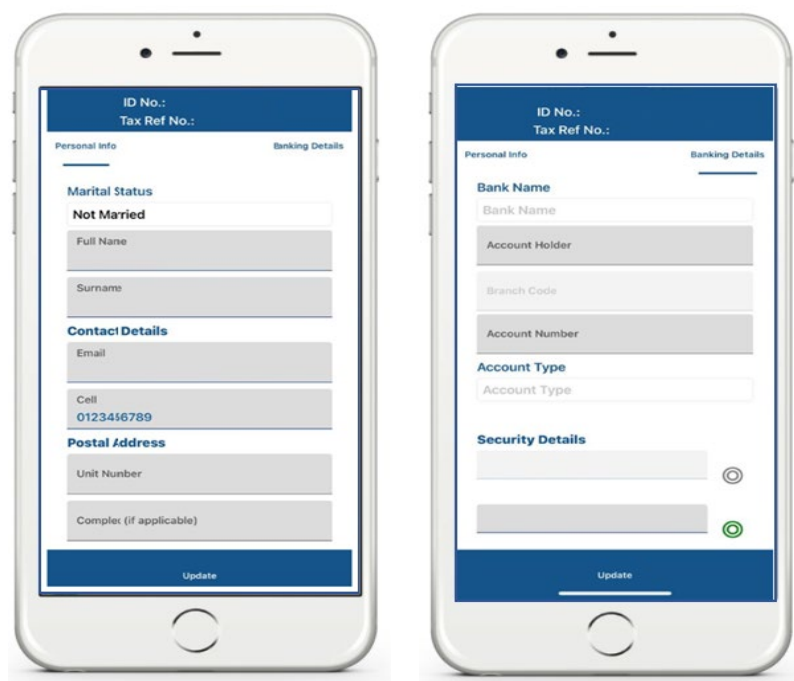 ID No.:
Tax Ref No.:
Personal Info
Banking Details
Marital Status
Not Married
Full Name
Surname
Contact Details
Email
Cell
0123456789
Postal Address
Unit Number
Complex (if applicable)
Update
ID No.:
Tax Ref No.:
Personal Info
Banking Details
Bank Name
Bank Name
Account Holder
Branch Code
Account Number
Account Type
Account Type
Security Details
Update